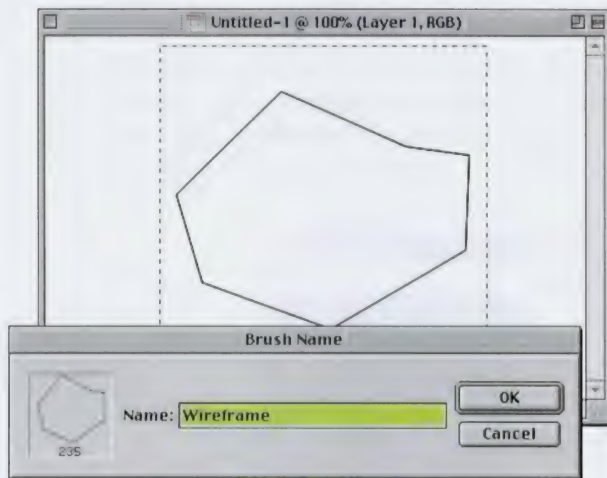 Untitled-1 @ 100% (Layer 1, RGB)
Brush Name
Name: Wireframe
OK
Cancel
235